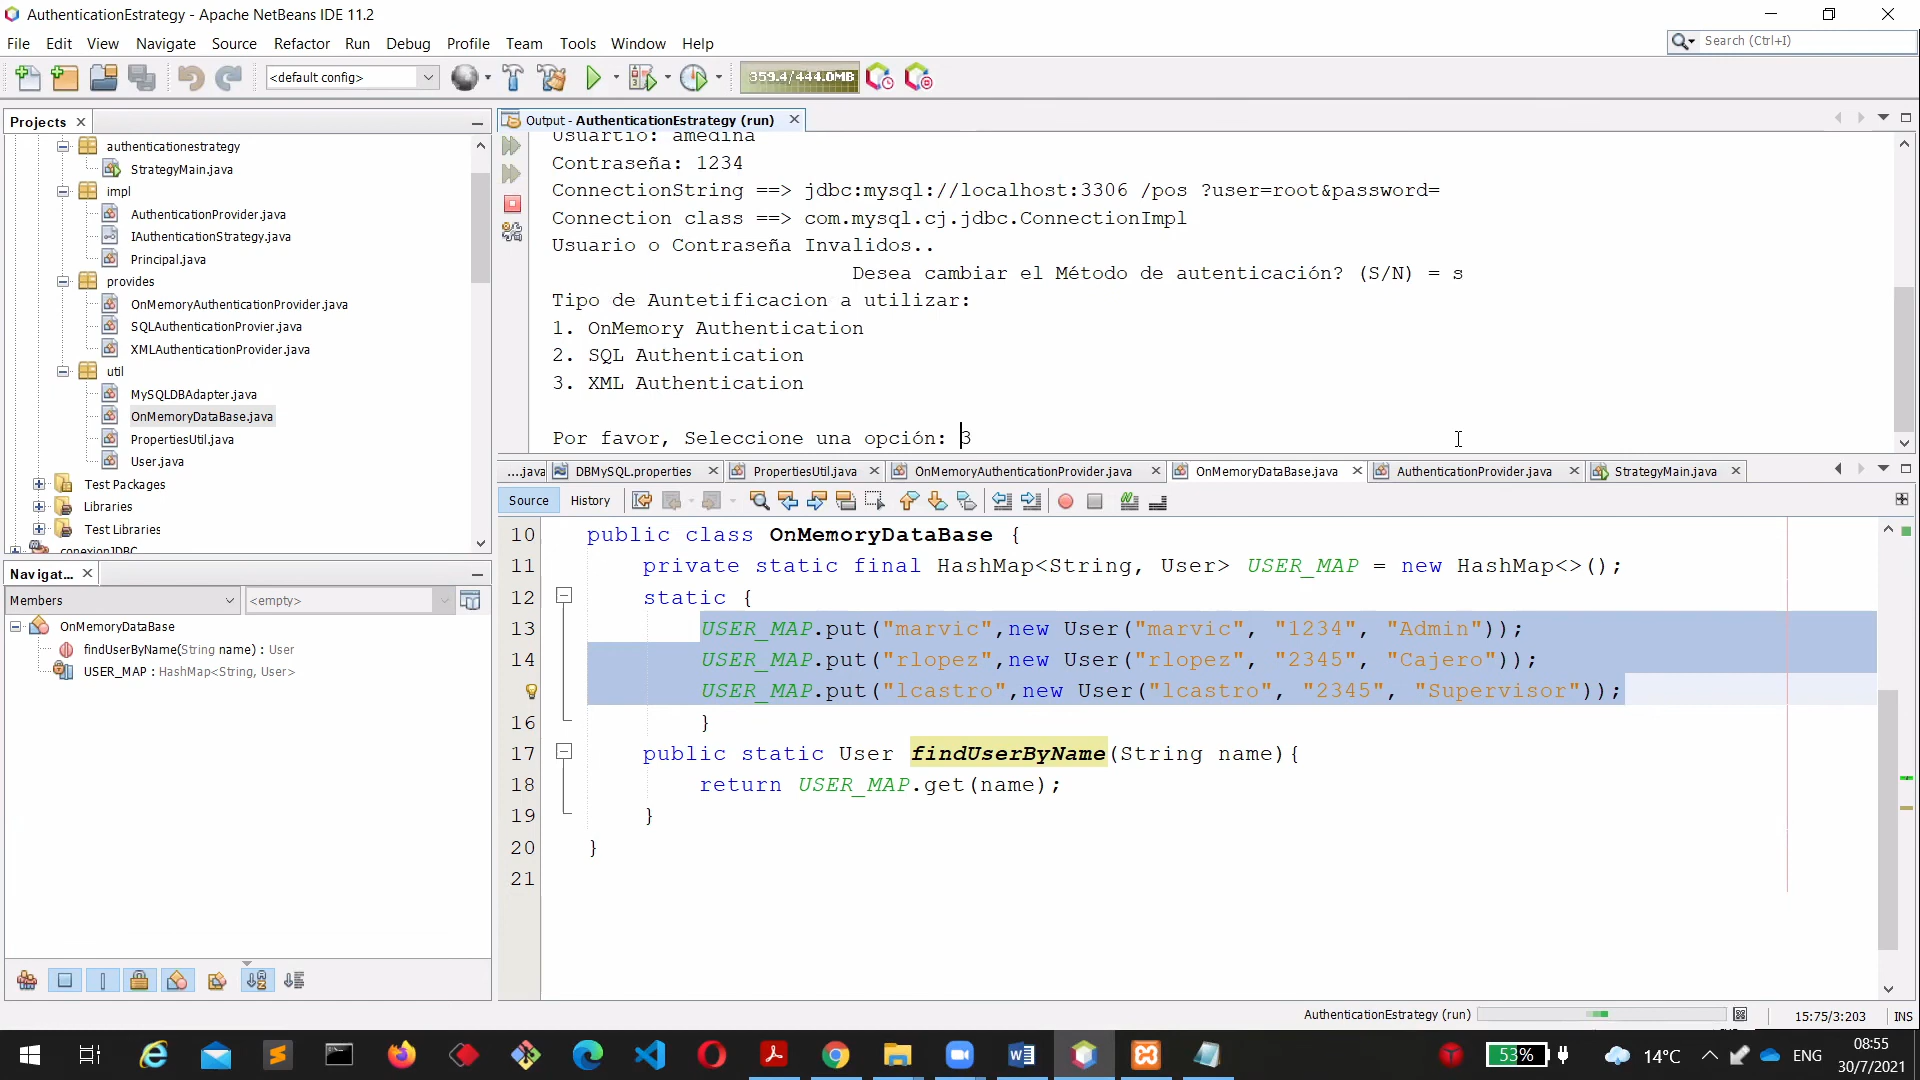 AuthenticationEstrategy - Apache NetBeans IDE 11.2
File Edit View Navigate Source Refactor Run Debug Profile Team Tools Window Help
Search (Ctrl+I)
<default config>
359.4/444.0MB
Projects
authenticationestrategy
StrategyMain.java
impl
AuthenticationProvider.java
IAuthenticationStrategy.java
Principal.java
provides
OnMemoryAuthenticationProvider.java
SQLAuthenticationProvier.java
XMLAuthenticationProvider.java
util
MySQLDBAdapter.java
OnMemoryDataBase.java
PropertiesUtil.java
User.java
Test Packages
Libraries
Test Libraries
conexionJDBC
Output - AuthenticationEstrategy (run)
Usuartio: amedina
Contraseña: 1234
ConnectionString ==> jdbc:mysql://localhost:3306 /pos ?user=root&password=
Connection class ==> com.mysql.cj.jdbc.ConnectionImpl
Usuario o Contraseña Invalidos..
Desea cambiar el Método de autenticación? (S/N) = s
Tipo de Auntetificacion a utilizar:
1. OnMemory Authentication
2. SQL Authentication
3. XML Authentication
Por favor, Seleccione una opción: 3
....java DBMySQL.properties PropertiesUtil.java OnMemoryAuthenticationProvider.java OnMemoryDataBase.java AuthenticationProvider.java StrategyMain.java
Source History
10 public class OnMemoryDataBase {
11 private static final HashMap<String, User> USER_MAP = new HashMap<>();
12 static {
13 USER_MAP.put("marvic",new User("marvic", "1234", "Admin"));
14 USER_MAP.put("rlopez",new User("rlopez", "2345", "Cajero"));
USER_MAP.put("lcastro",new User("lcastro", "2345", "Supervisor"));
16 }
17 public static User findUserByName(String name){
18 return USER_MAP.get(name);
19 }
20 }
21
Navigat...
Members
<empty>
OnMemoryDataBase
findUserByName(String name) : User
USER_MAP : HashMap<String, User>
AuthenticationEstrategy (run)
15:75/3:203
INS
53%
14°C
ENG
08:55
30/7/2021